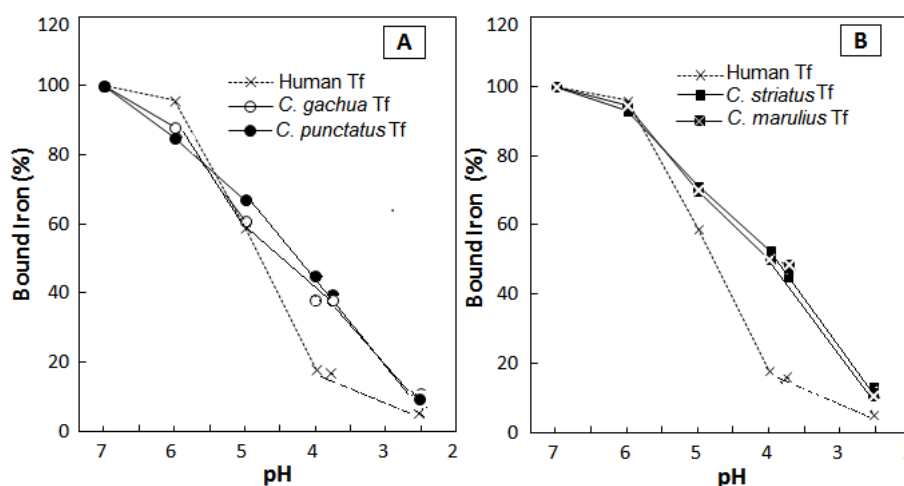 A
Human Tf
C. gachua Tf
C. punctatus Tf
Bound Iron (%)
120
100
80
60
40
20
0
7 6 5 4 3 2
pH
B
Human Tf
C. striatus Tf
C. marulius Tf
Bound Iron (%)
120
100
80
60
40
20
0
7 6 5 4 3
pH